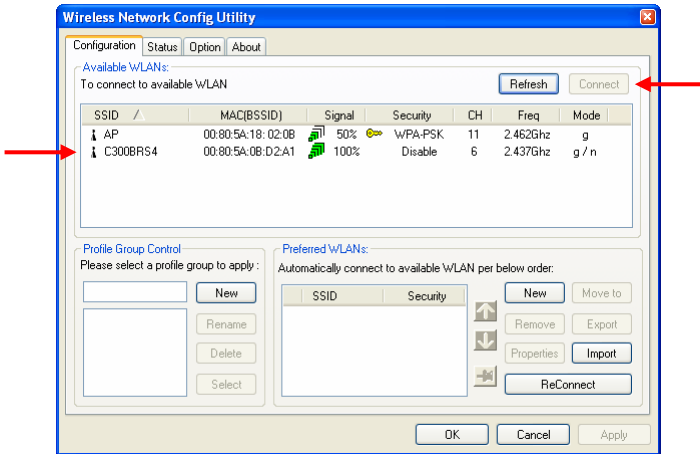 Wireless Network Config Utility
Configuration Status Option About
Available WLANs:
To connect to available WLAN
Refresh Connect
SSID MAC(BSSID) Signal Security CH Freq Mode
AP 00:80:5A:18: 02:0B 50% WPA-PSK 11 2.462Ghz g
C300BRS4 00:80:5A:0B:D2:A1 100% Disable 6 2.437Ghz g / n
Profile Group Control
Please select a profile group to apply :
New
Rename
Delete
Select
Preferred WLANs:
Automatically connect to available WLAN per below order:
SSID Security
New Move to
Remove Export
Properties Import
ReConnect
OK Cancel Apply